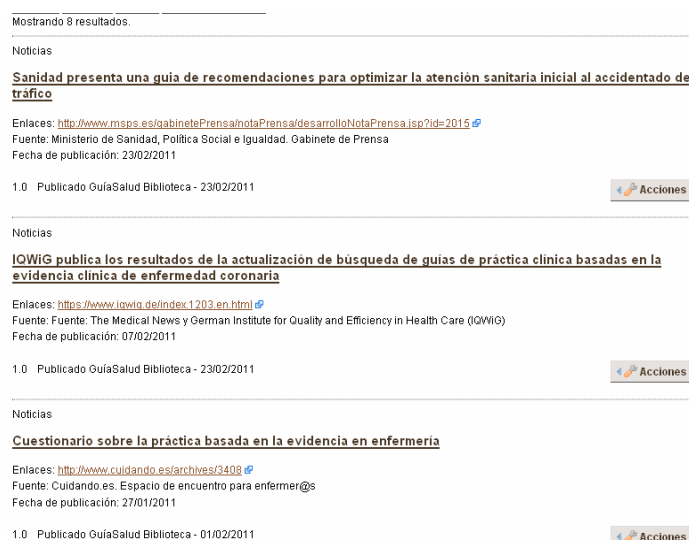 Mostrando 8 resultados.
Noticias
Sanidad presenta una guia de recomendaciones para optimizar la atención sanitaria inicial al accidentado de
tráfico
Enlaces: http://www.msps.es/gabinetePrensa/notaPrensa/desarrolloNotaPrensa.jsp?id=2015
Fuente: Ministerio de Sanidad, Política Social e Igualdad. Gabinete de Prensa
Fecha de publicación: 23/02/2011
1.0 Publicado GuíaSalud Biblioteca - 23/02/2011
Acciones
Noticias
IQWiG publica los resultados de la actualización de búsqueda de guías de práctica clínica basadas en la
evidencia clínica de enfermedad coronaria
Enlaces: https://www.iqwig.de/index.1203.en.html
Fuente: Fuente: The Medical News y German Institute for Quality and Efficiency in Health Care (IQWiG)
Fecha de publicación: 07/02/2011
1.0 Publicado GuíaSalud Biblioteca - 23/02/2011
Acciones
Noticias
Cuestionario sobre la práctica basada en la evidencia en enfermería
Enlaces: http://www.cuidando.es/archives/3408
Fuente: Cuidando.es. Espacio de encuentro para enfermer@s
Fecha de publicación: 27/01/2011
1.0 Publicado GuíaSalud Biblioteca - 01/02/2011
Acciones